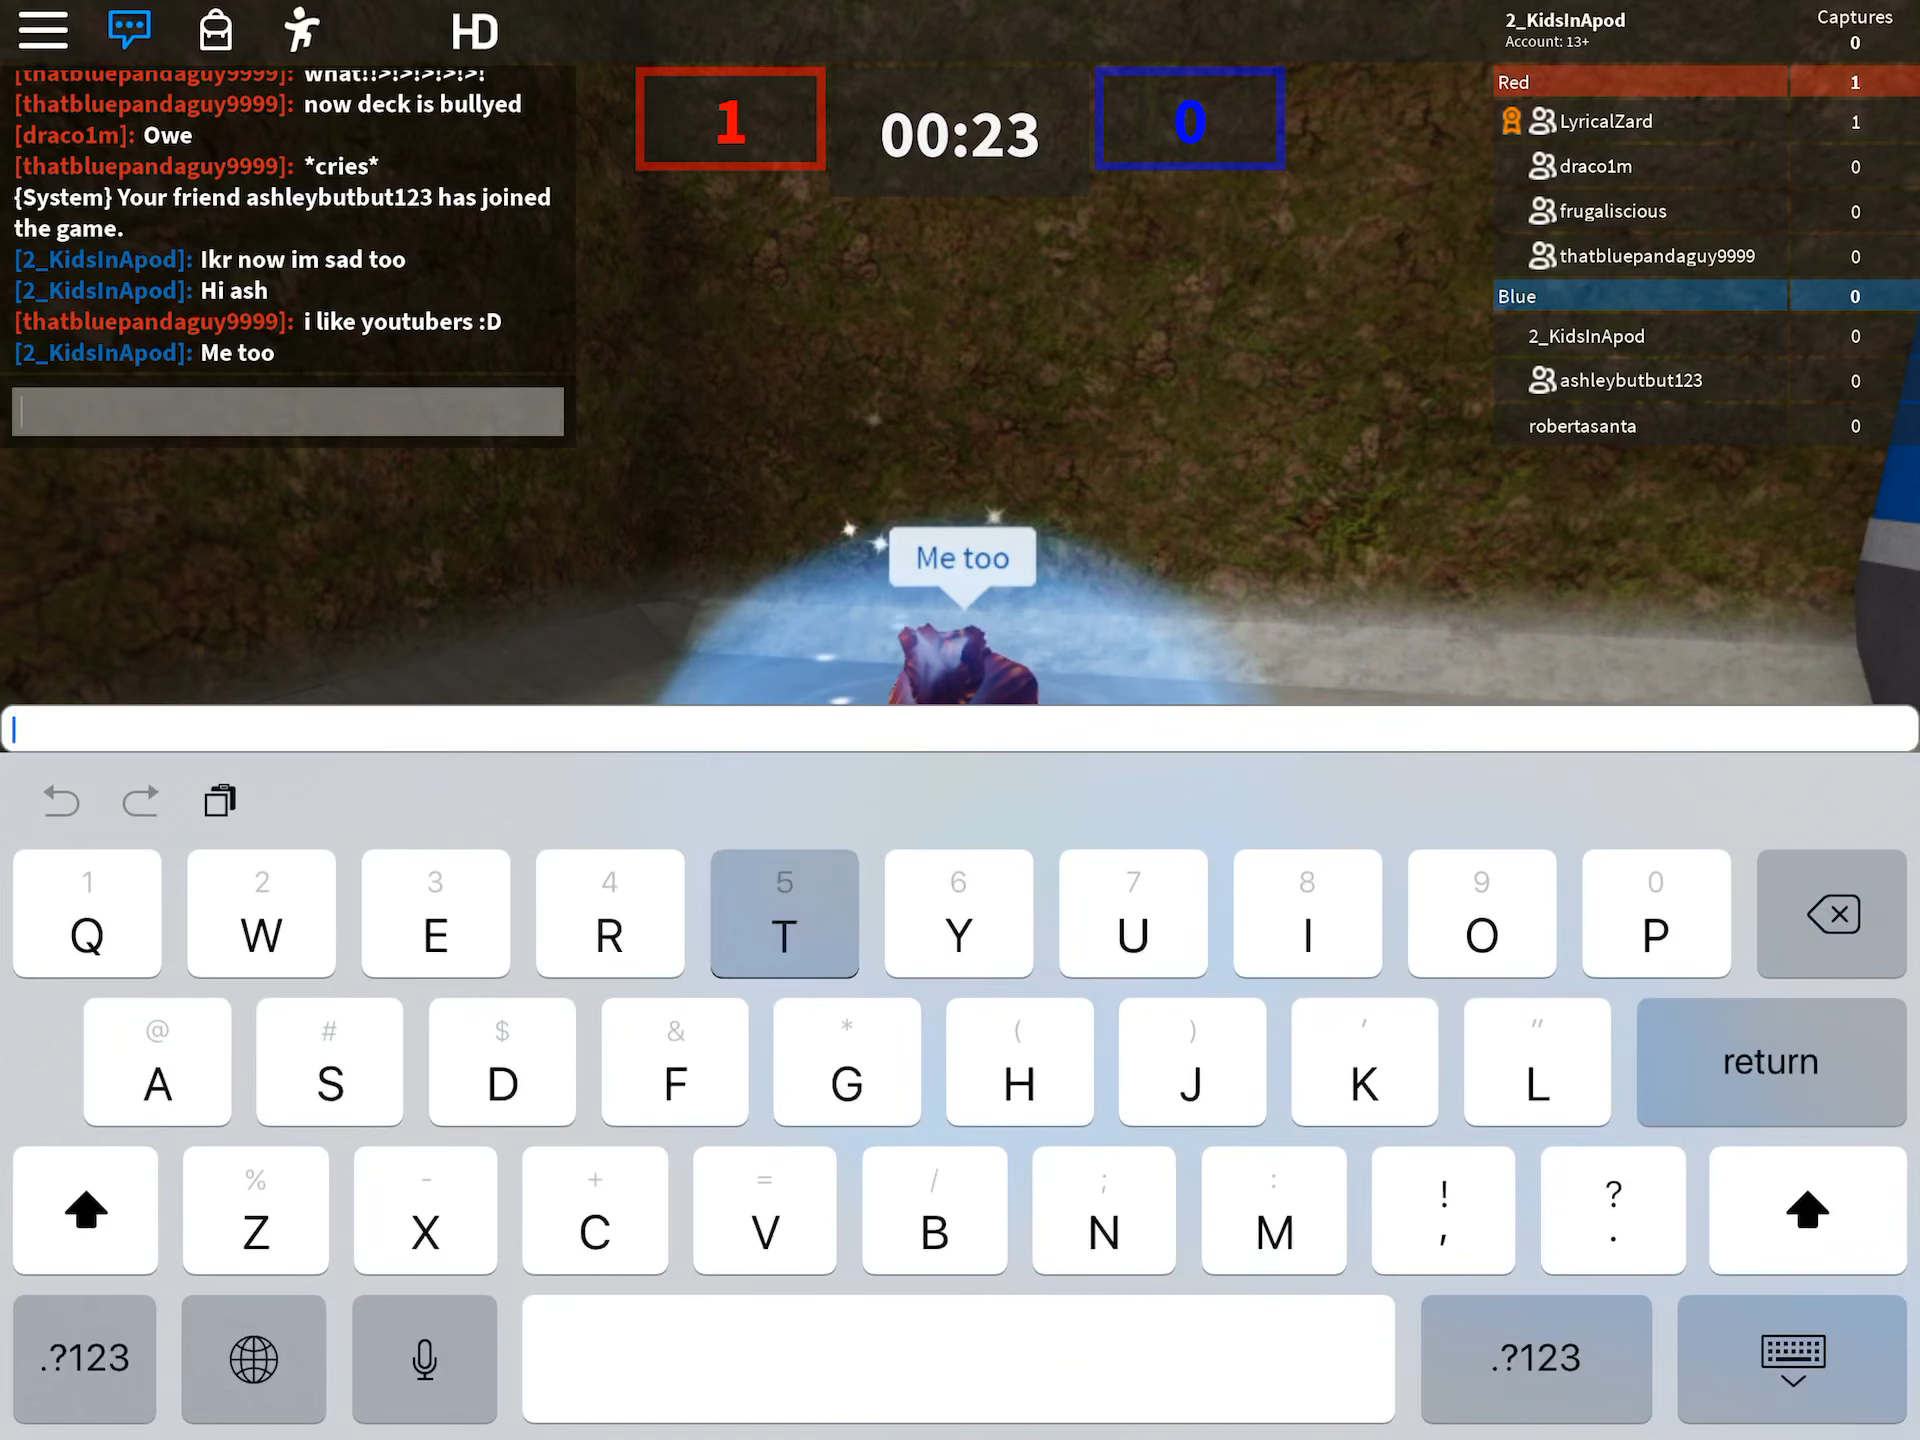 HD
2_KidsInApod
Account: 13+
Captures
0
[thatbluepandaguy9999]: what!!>!>!>!>!>!
[thatbluepandaguy9999]: now deck is bullyed
[draco1m]: Owe
[thatbluepandaguy9999]: *cries*
{System} Your friend ashleybutbut123 has joined
the game.
[2_KidsInApod]: Ikr now im sad too
[2_KidsInApod]: Hi ash
[thatbluepandaguy9999]: i like youtubers :D
[2_KidsInApod]: Me too
1
00:23
0
Red 1
LyricalZard 1
draco1m 0
frugaliscious 0
thatbluepandaguy9999 0
Blue 0
2_KidsInApod 0
ashleybutbut123 0
robertasanta 0
Me too
1 2 3 4 5 6 7 8 9 0
Q W E R T Y U I O P
@ # $ & * ( ) ' "
A S D F G H J K L return
% - + = / ; : ! ?
Z X C V B N M , .
.?123 .?123